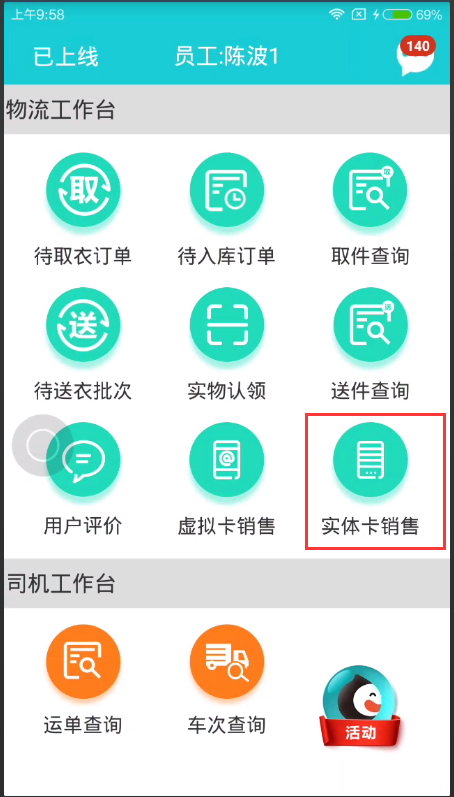 上午9:58 69%
已上线 员工:陈波1 140
物流工作台
取 取
待取衣订单 待入库订单 取件查询
送 @ 送
待送衣批次 实物认领 送件查询
用户评价 虚拟卡销售 实体卡销售
司机工作台
运单查询 车次查询
活动